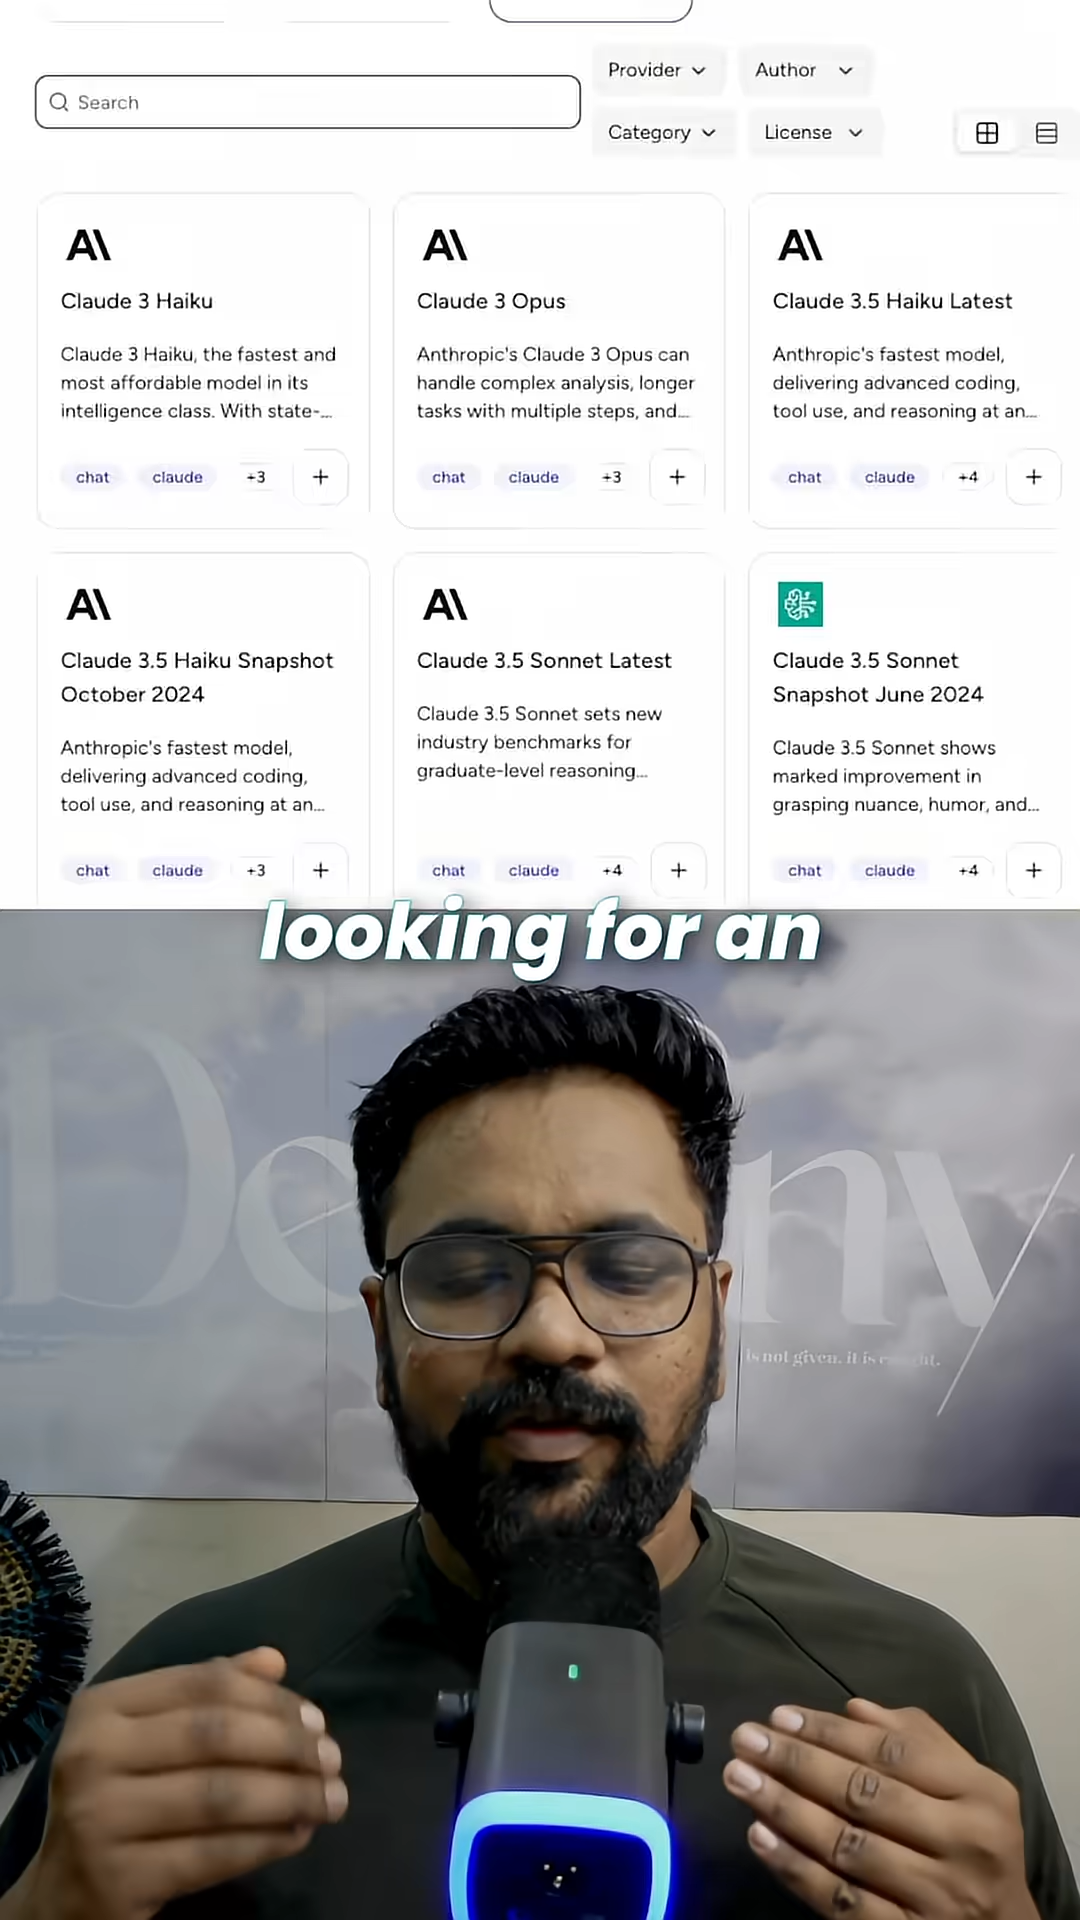 Provider
Author
Search
Category
License
Claude 3 Haiku
Claude 3 Haiku, the fastest and
most affordable model in its
intelligence class. With state-...
chat claude +3 +
Claude 3 Opus
Anthropic's Claude 3 Opus can
handle complex analysis, longer
tasks with multiple steps, and...
chat claude +3 +
Claude 3.5 Haiku Latest
Anthropic's fastest model,
delivering advanced coding,
tool use, and reasoning at an...
chat claude +4 +
Claude 3.5 Haiku Snapshot
October 2024
Anthropic's fastest model,
delivering advanced coding,
tool use, and reasoning at an...
chat claude +3 +
Claude 3.5 Sonnet Latest
Claude 3.5 Sonnet sets new
industry benchmarks for
graduate-level reasoning...
chat claude +4 +
Claude 3.5 Sonnet
Snapshot June 2024
Claude 3.5 Sonnet shows
marked improvement in
grasping nuance, humor, and...
chat claude +4 +
looking for an
De ny
is not given. it is